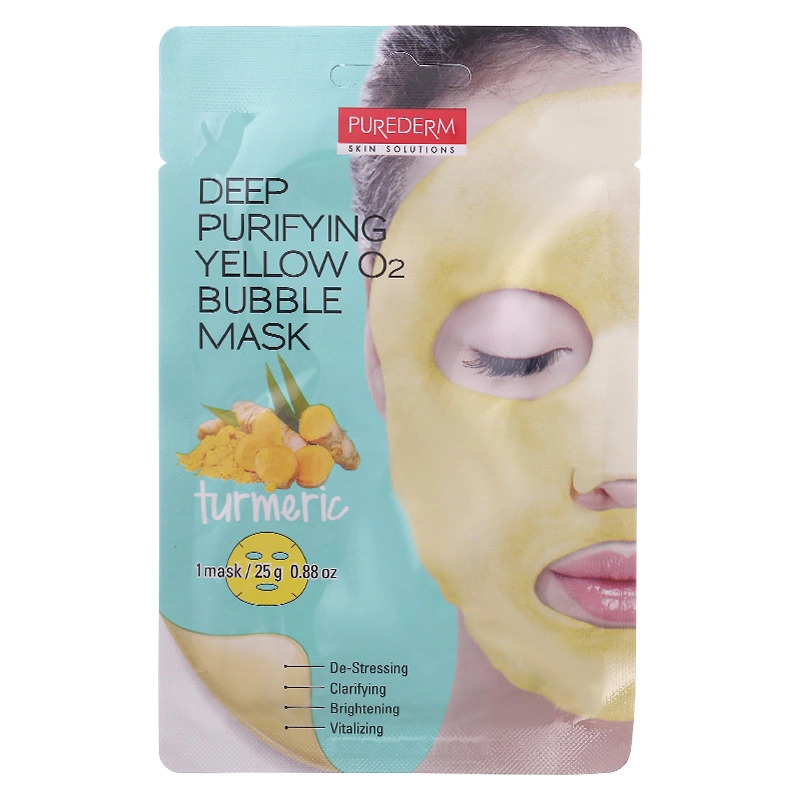 PUREDERM
SKIN SOLUTIONS
DEEP
PURIFYING
YELLOW O2
BUBBLE
MASK
turmeric
1 mask / 25 g 0.88 oz
De-Stressing
Clarifying
Brightening
Vitalizing